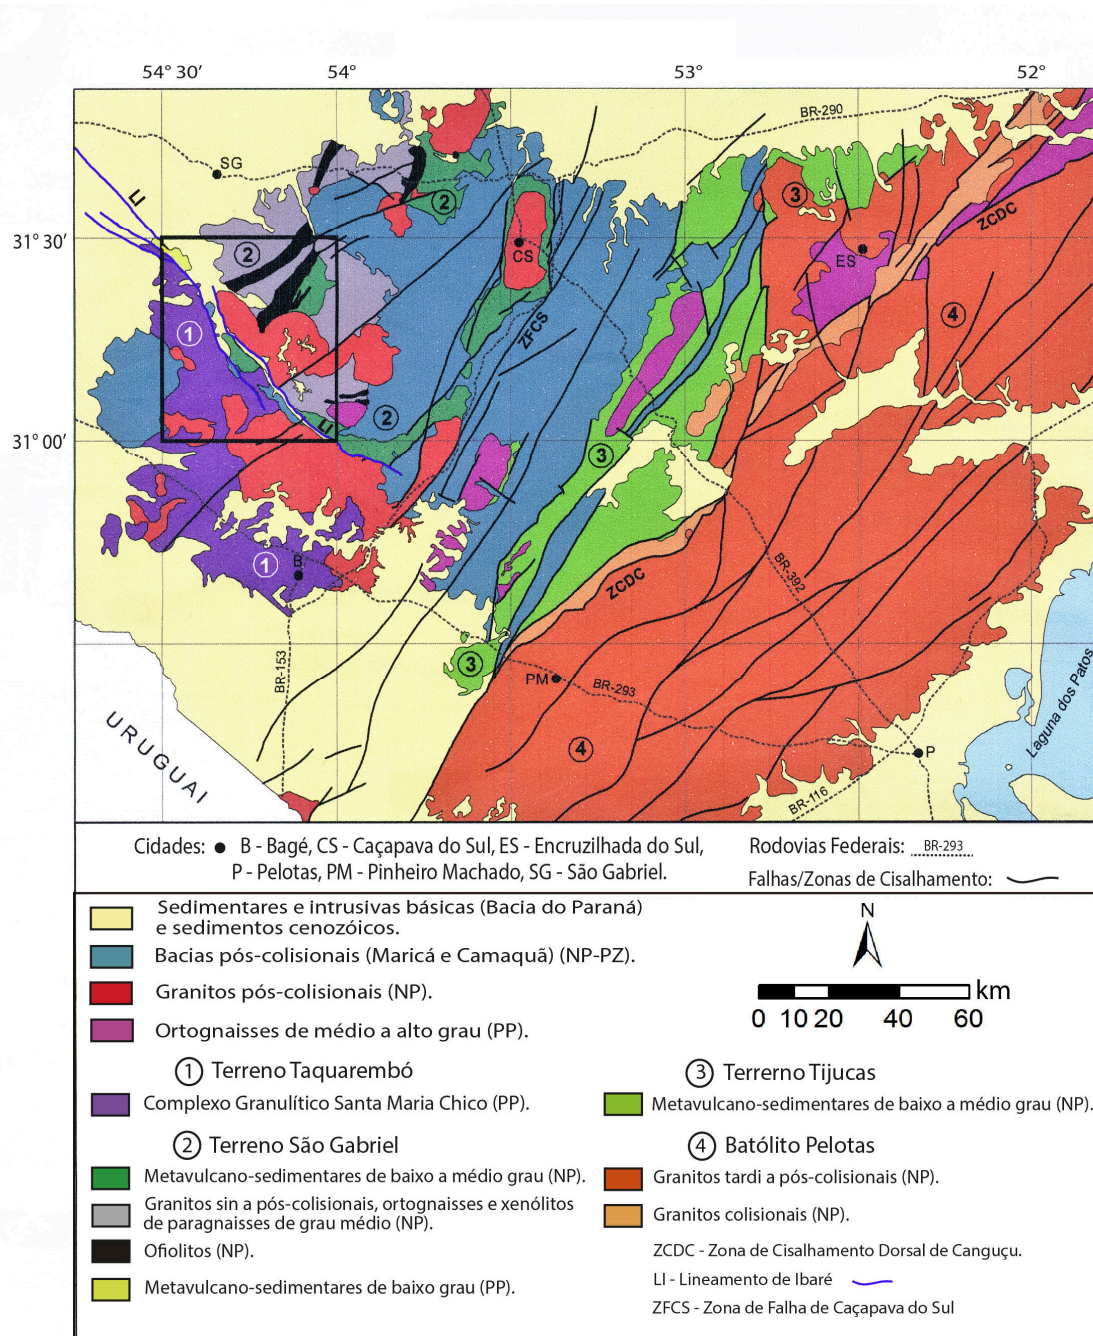 54° 30′ 54° 53° 52°
BR-290
SG
LI
2
3
ZCDC
31° 30′
2
CS
ES
1
ZFCS
4
LI
2
31° 00′
3
1
B
BR-392
ZCDC
3
BR-153
PM
BR-293
Laguna dos Patos
URUGUAI
4
P
BR-116
Cidades: B - Bagé, CS - Caçapava do Sul, ES - Encruzilhada do Sul,
P - Pelotas, PM - Pinheiro Machado, SG - São Gabriel.
Rodovias Federais: BR-293
Falhas/Zonas de Cisalhamento:
Sedimentares e intrusivas básicas (Bacia do Paraná)
e sedimentos cenozóicos.
Bacias pós-colisionais (Maricá e Camaquã) (NP-PZ).
Granitos pós-colisionais (NP).
Ortognaisses de médio a alto grau (PP).
N
km
0 10 20 40 60
1 Terreno Taquarembó
Complexo Granulítico Santa Maria Chico (PP).
2 Terreno São Gabriel
Metavulcano-sedimentares de baixo a médio grau (NP).
Granitos sin a pós-colisionais, ortognaisses e xenólitos
de paragnaisses de grau médio (NP).
Ofiolitos (NP).
Metavulcano-sedimentares de baixo grau (PP).
3 Terrerno Tijucas
Metavulcano-sedimentares de baixo a médio grau (NP).
4 Batólito Pelotas
Granitos tardi a pós-colisionais (NP).
Granitos colisionais (NP).
ZCDC - Zona de Cisalhamento Dorsal de Canguçu.
LI - Lineamento de Ibaré
ZFCS - Zona de Falha de Caçapava do Sul